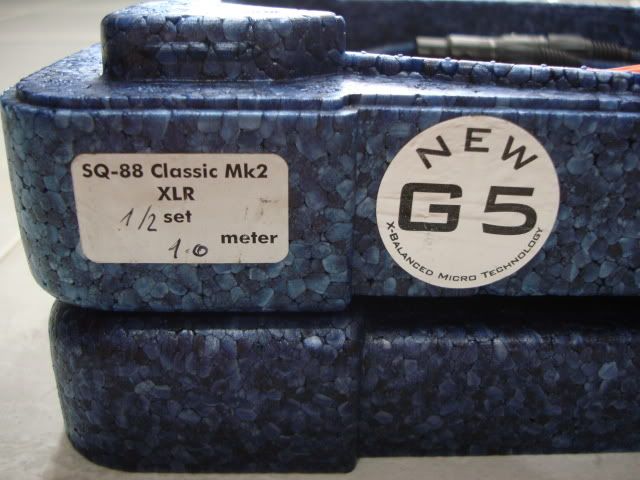 SQ-88 Classic Mk2
XLR
1/2 set
1.0 meter
NEW
G5
X-BALANCED MICRO TECHNOLOGY